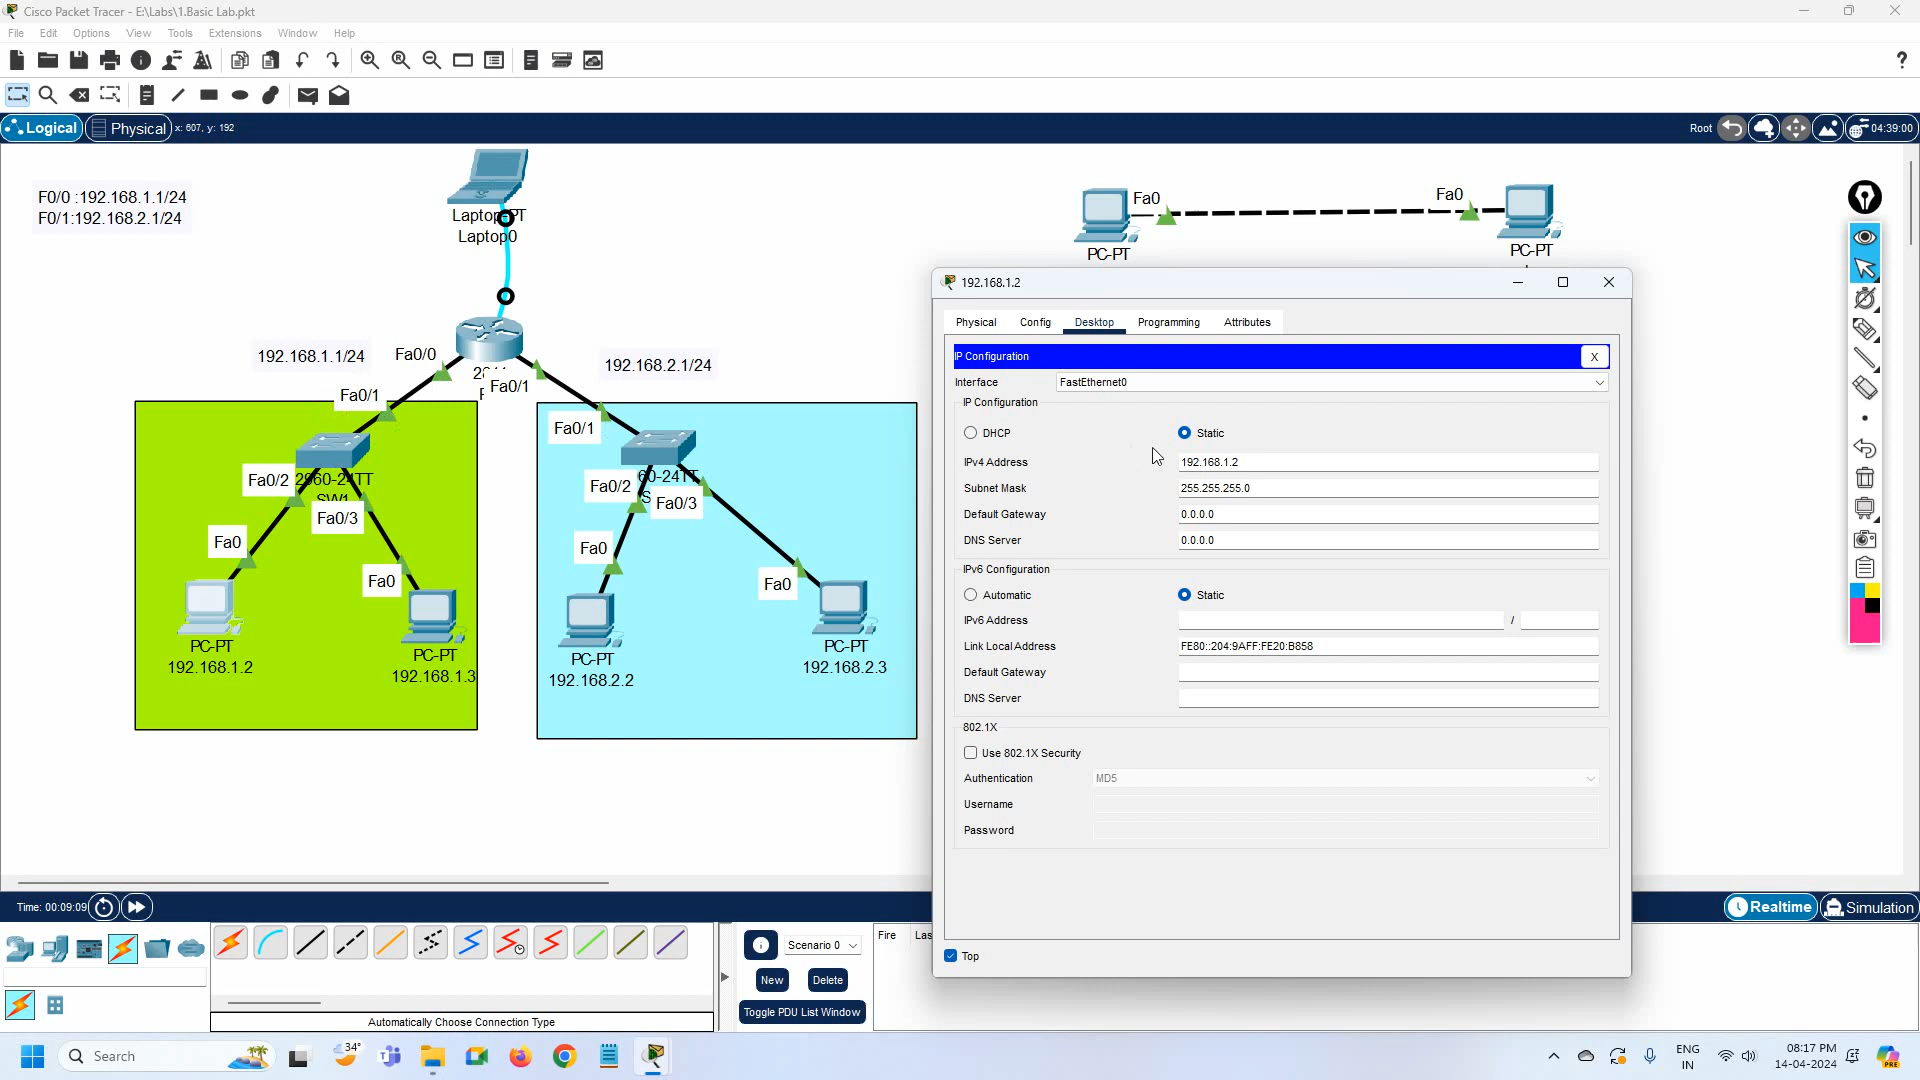 Cisco Packet Tracer - E:\Labs\1.Basic Lab.pkt
File Edit Options View Tools Extensions Window Help
Logical
Physical
x: 607, y: 192
Root
04:39:00
F0/0 :192.168.1.1/24
F0/1:192.168.2.1/24
Laptop-PT
Laptop0
192.168.1.1/24
Fa0/0
Fa0/1
192.168.2.1/24
Fa0/1
Fa0/1
Fa0/2
2960-24TT
SW1
Fa0/3
Fa0
Fa0
PC-PT
192.168.1.2
PC-PT
192.168.1.3
Fa0/2
60-24TT
S
Fa0/3
Fa0
Fa0
PC-PT
192.168.2.2
PC-PT
192.168.2.3
Fa0
PC-PT
Fa0
PC-PT
192.168.1.2
Physical Config Desktop Programming Attributes
IP Configuration
X
Interface
FastEthernet0
IP Configuration
DHCP
Static
IPv4 Address
192.168.1.2
Subnet Mask
255.255.255.0
Default Gateway
0.0.0.0
DNS Server
0.0.0.0
IPv6 Configuration
Automatic
Static
IPv6 Address
/
Link Local Address
FE80::204:9AFF:FE20:B858
Default Gateway
DNS Server
802.1X
Use 802.1X Security
Authentication
MD5
Username
Password
Top
Time: 00:09:09
Realtime
Simulation
Scenario 0
New
Delete
Toggle PDU List Window
Fire
Las
Automatically Choose Connection Type
Search
34°
ENG
IN
08:17 PM
14-04-2024
PRE